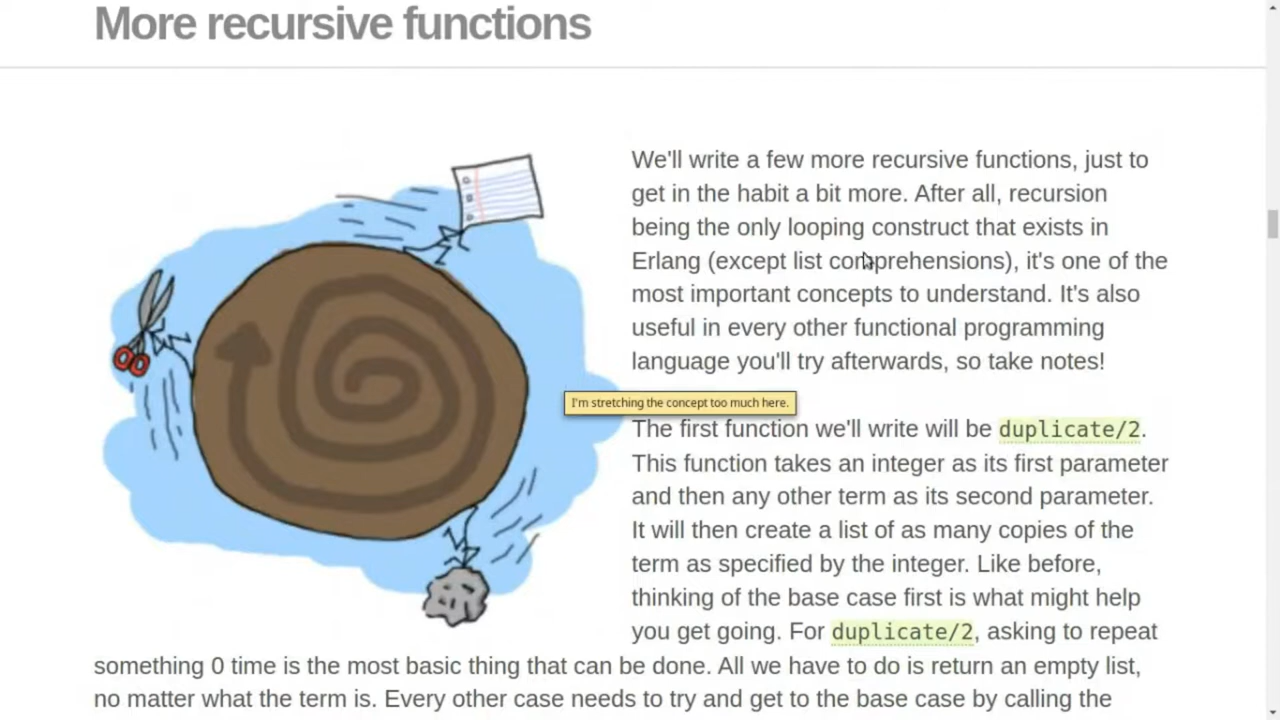 More recursive functions
We'll write a few more recursive functions, just to
get in the habit a bit more. After all, recursion
being the only looping construct that exists in
Erlang (except list comprehensions), it's one of the
most important concepts to understand. It's also
useful in every other functional programming
language you'll try afterwards, so take notes!
I'm stretching the concept too much here.
The first function we'll write will be duplicate/2.
This function takes an integer as its first parameter
and then any other term as its second parameter.
It will then create a list of as many copies of the
term as specified by the integer. Like before,
thinking of the base case first is what might help
you get going. For duplicate/2, asking to repeat
something 0 time is the most basic thing that can be done. All we have to do is return an empty list,
no matter what the term is. Every other case needs to try and get to the base case by calling the